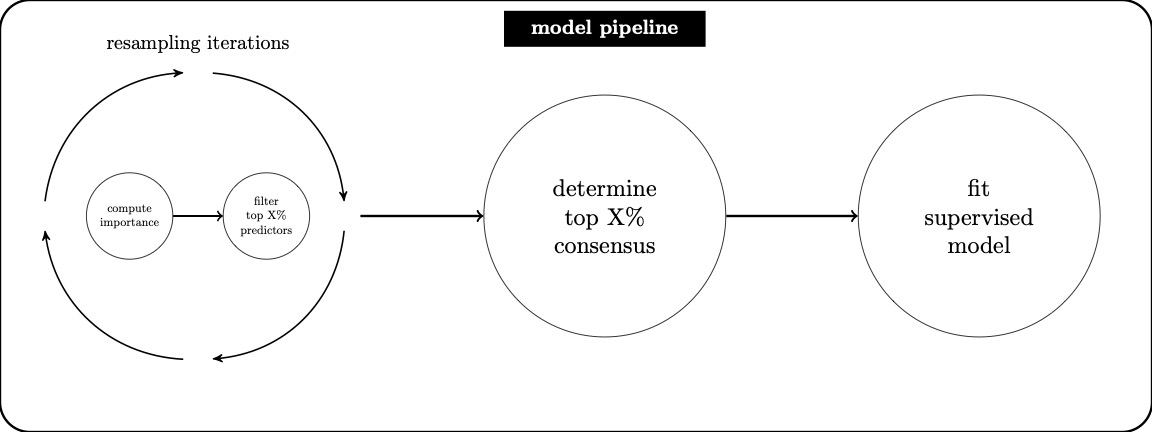 model pipeline
resampling iterations
compute
importance
filter
top X%
predictors
determine
top X%
consensus
fit
supervised
model